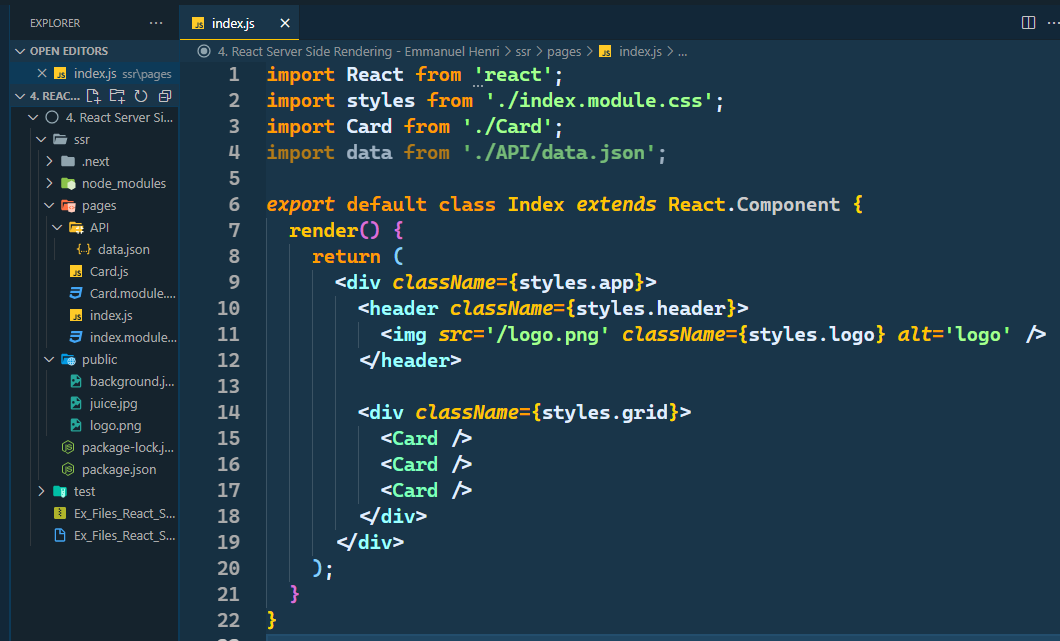 EXPLORER ...
index.js
OPEN EDITORS
index.js ssr\pages
4. REAC...
4. React Server Si...
ssr
.next
node_modules
pages
API
data.json
Card.js
Card.module....
index.js
index.module...
public
background.j...
juice.jpg
logo.png
package-lock.j...
package.json
test
Ex_Files_React_S...
Ex_Files_React_S...
4. React Server Side Rendering - Emmanuel Henri > ssr > pages > JS index.js > ...
1 import React from 'react';
2 import styles from './index.module.css';
3 import Card from './Card';
4 import data from './API/data.json';
5
6 export default class Index extends React.Component {
7 render() {
8 return (
9 <div className={styles.app}>
10 <header className={styles.header}>
11 <img src='/logo.png' className={styles.logo} alt='logo' />
12 </header>
13
14 <div className={styles.grid}>
15 <Card />
16 <Card />
17 <Card />
18 </div>
19 </div>
20 );
21 }
22 }